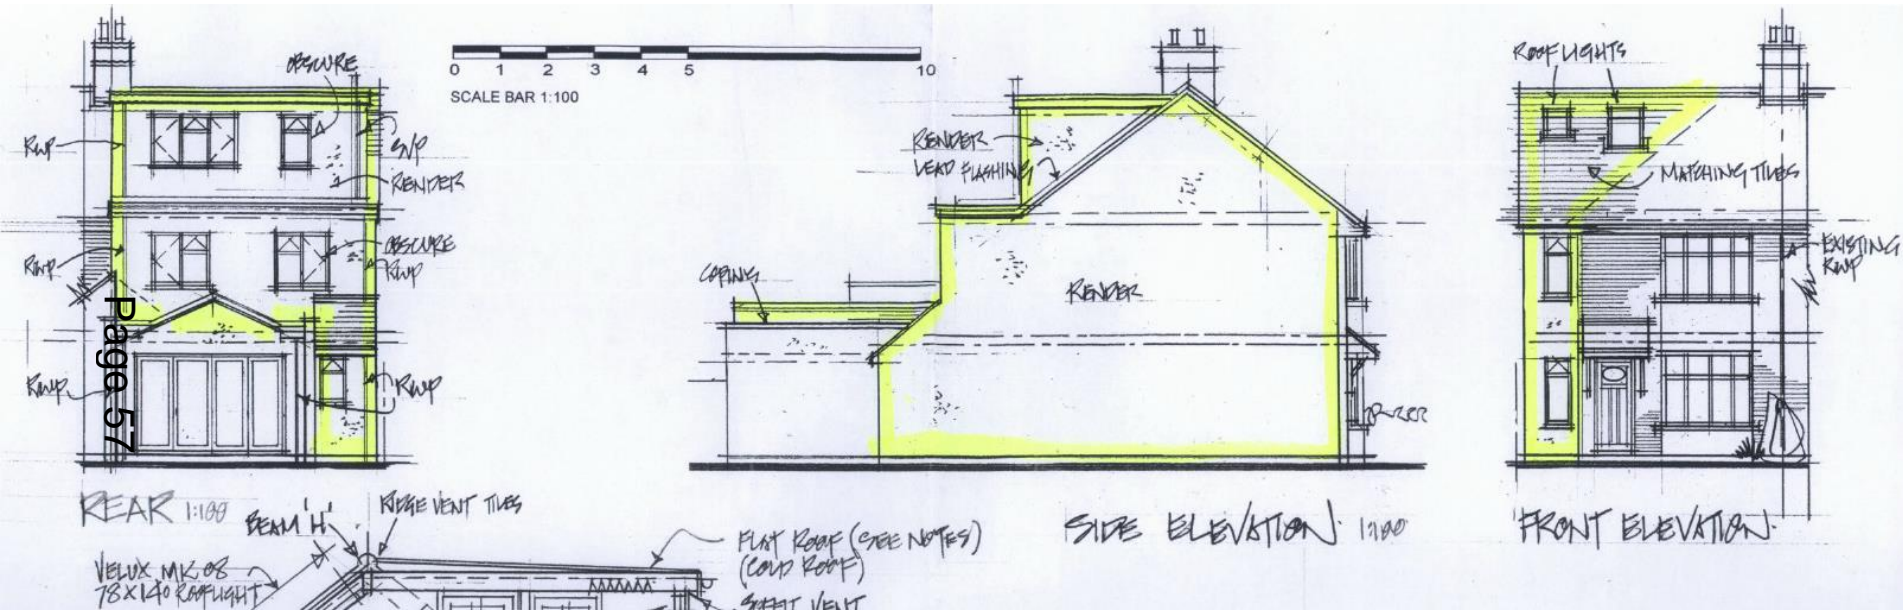 OBSCURE
RWP
S/P
RENDER
OBSCURE
RWP
RWP
RWP
RWP
Page 57
REAR 1:100
0 1 2 3 4 5 10
SCALE BAR 1:100
RENDER
LEAD FLASHING
COPING
RENDER
SIDE ELEVATION 1:100
ROOFLIGHTS
MATCHING TILES
EXISTING
RWP
FRONT ELEVATION
BEAM 'H'
RIDGE VENT TILES
VELUX MK 08
78X140 ROOFLIGHT
FLAT ROOF (SEE NOTES)
(COLD ROOF)
SOFFIT VENT